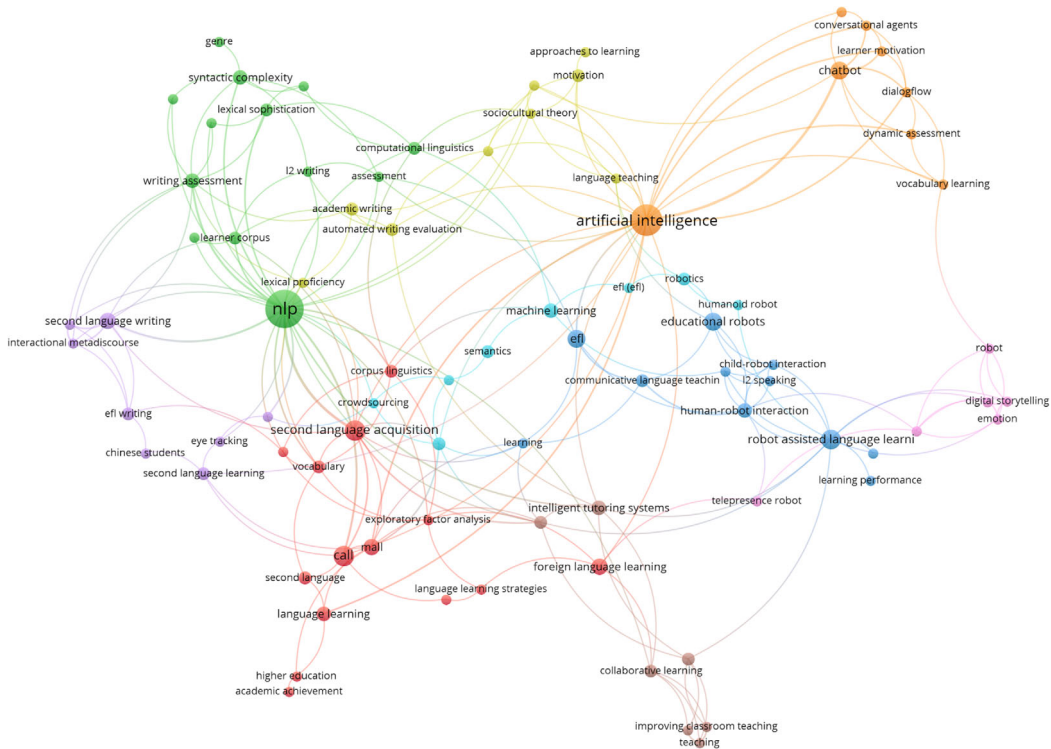 conversational agents
genre
approaches to learning
learner motivation
syntactic complexity
motivation
chatbot
dialogflow
lexical sophistication
sociocultural theory
dynamic assessment
computational linguistics
l2 writing
assessment
language teaching
writing assessment
vocabulary learning
academic writing
artificial intelligence
automated writing evaluation
learner corpus
robotics
lexical proficiency
efl (efl)
humanoid robot
nlp
machine learning
second language writing
educational robots
efl
interactional metadiscourse
robot
semantics
child-robot interaction
corpus linguistics
communicative language teachin
l2 speaking
digital storytelling
crowdsourcing
human-robot interaction
efl writing
emotion
second language acquisition
eye tracking
learning
robot assisted language learni
chinese students
vocabulary
second language learning
learning performance
telepresence robot
intelligent tutoring systems
exploratory factor analysis
mall
call
foreign language learning
second language
language learning strategies
language learning
collaborative learning
higher education
academic achievement
improving classroom teaching
teaching